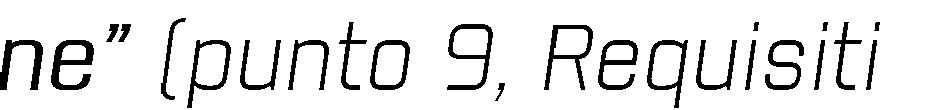 ne” (punto 9, Requisiti